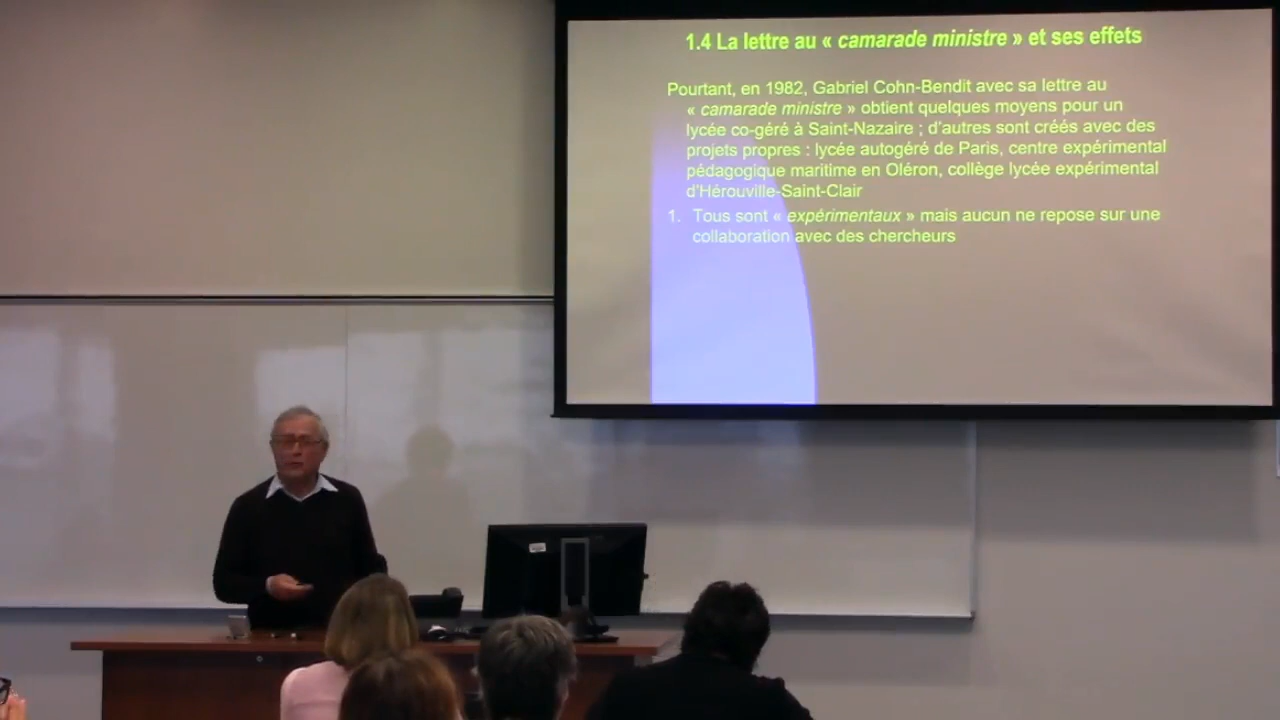 1.4 La lettre au « camarade ministre » et ses effets
Pourtant, en 1982, Gabriel Cohn-Bendit avec sa lettre au
« camarade ministre » obtient quelques moyens pour un
lycée co-géré à Saint-Nazaire ; d'autres sont créés avec des
projets propres : lycée autogéré de Paris, centre expérimental
pédagogique maritime en Oléron, collège lycée expérimental
d'Hérouville-Saint-Clair
1. Tous sont « expérimentaux » mais aucun ne repose sur une
collaboration avec des chercheurs